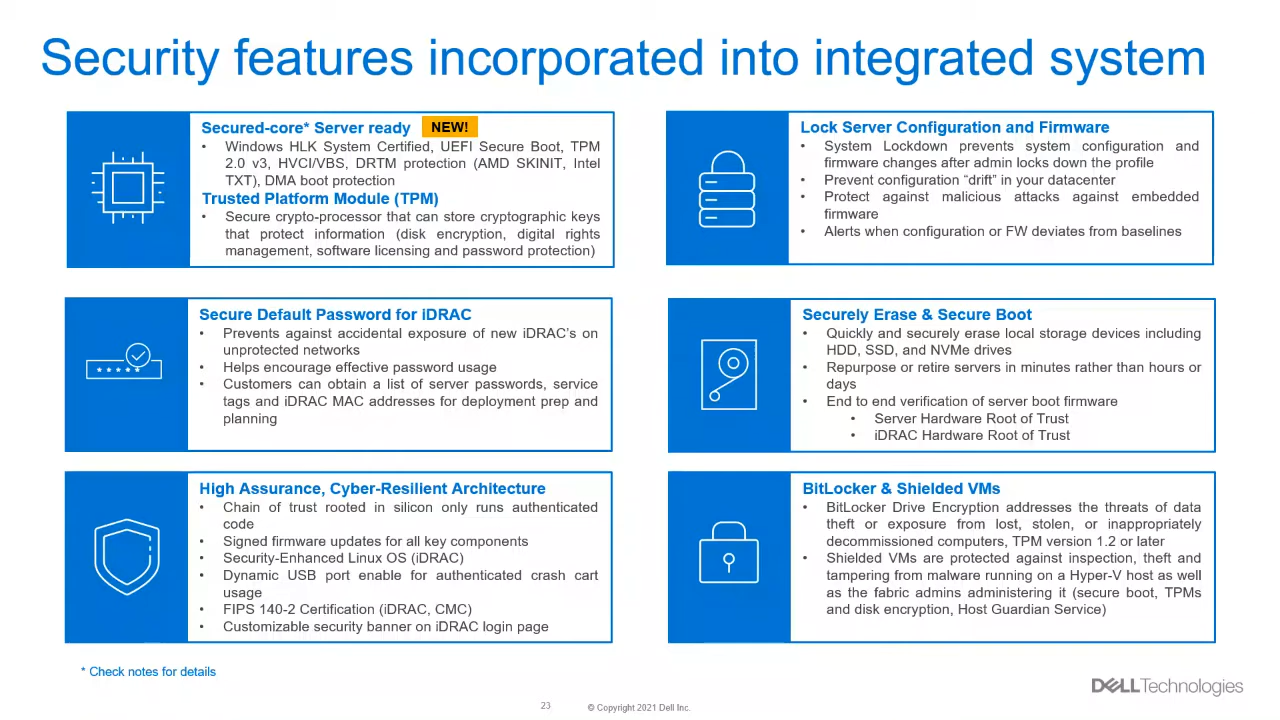 Security features incorporated into integrated system
Secured-core* Server ready NEW!
• Windows HLK System Certified, UEFI Secure Boot, TPM
2.0 v3, HVCI/VBS, DRTM protection (AMD SKINIT, Intel
TXT), DMA boot protection
Trusted Platform Module (TPM)
• Secure crypto-processor that can store cryptographic keys
that protect information (disk encryption, digital rights
management, software licensing and password protection)
Lock Server Configuration and Firmware
• System Lockdown prevents system configuration and
firmware changes after admin locks down the profile
• Prevent configuration “drift” in your datacenter
• Protect against malicious attacks against embedded
firmware
• Alerts when configuration or FW deviates from baselines
Secure Default Password for iDRAC
• Prevents against accidental exposure of new iDRAC’s on
unprotected networks
• Helps encourage effective password usage
• Customers can obtain a list of server passwords, service
tags and iDRAC MAC addresses for deployment prep and
planning
Securely Erase & Secure Boot
• Quickly and securely erase local storage devices including
HDD, SSD, and NVMe drives
• Repurpose or retire servers in minutes rather than hours or
days
• End to end verification of server boot firmware
• Server Hardware Root of Trust
• iDRAC Hardware Root of Trust
High Assurance, Cyber-Resilient Architecture
• Chain of trust rooted in silicon only runs authenticated
code
• Signed firmware updates for all key components
• Security-Enhanced Linux OS (iDRAC)
• Dynamic USB port enable for authenticated crash cart
usage
• FIPS 140-2 Certification (iDRAC, CMC)
• Customizable security banner on iDRAC login page
BitLocker & Shielded VMs
• BitLocker Drive Encryption addresses the threats of data
theft or exposure from lost, stolen, or inappropriately
decommissioned computers, TPM version 1.2 or later
• Shielded VMs are protected against inspection, theft and
tampering from malware running on a Hyper-V host as well
as the fabric admins administering it (secure boot, TPMs
and disk encryption, Host Guardian Service)
* Check notes for details
DELLTechnologies
23 © Copyright 2021 Dell Inc.